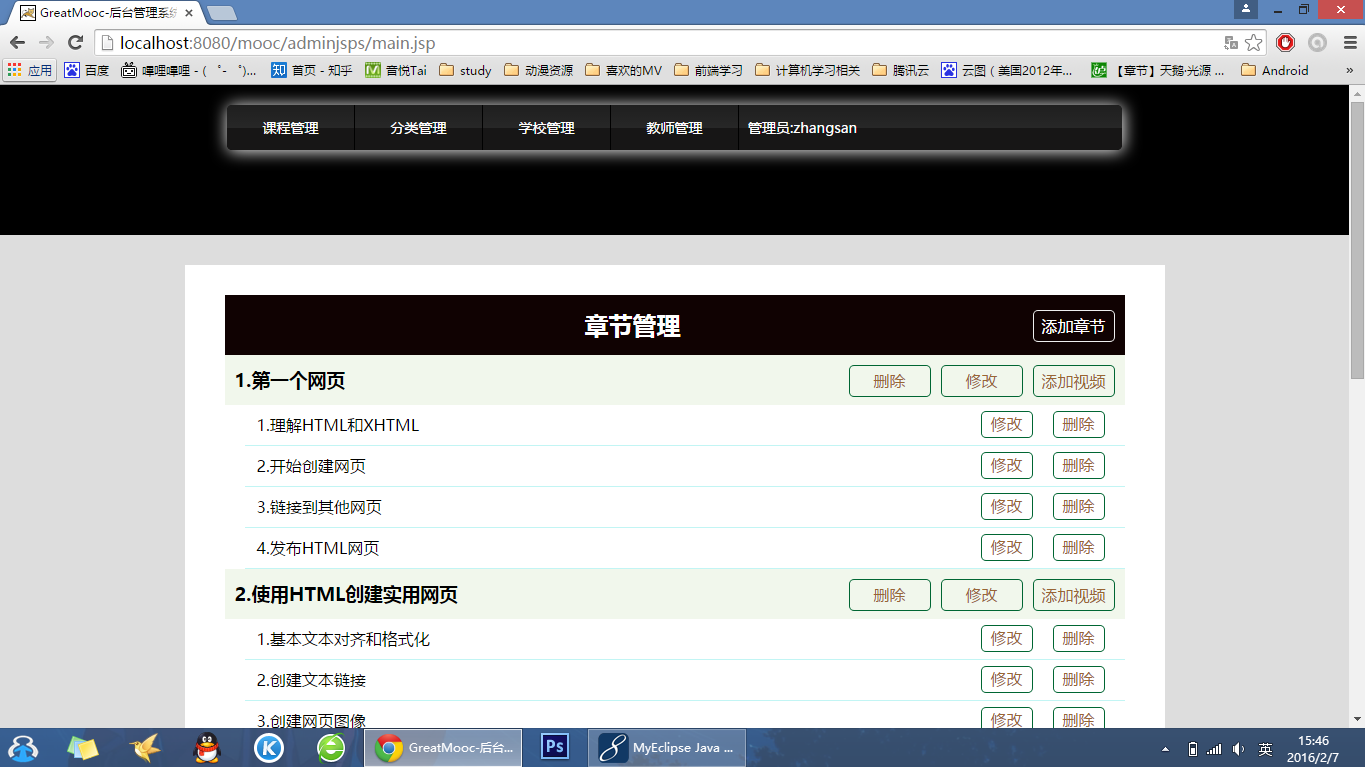 GreatMooc-后台管理系统
localhost:8080/mooc/adminjsps/main.jsp
应用 百度 哔哩哔哩 - ( ゜- ゜)... 首页 - 知乎 音悦Tai study 动漫资源 喜欢的MV 前端学习 计算机学习相关 腾讯云 云图（美国2012年... 【章节】天鹅·光源 ... Android »
课程管理 分类管理 学校管理 教师管理 管理员:zhangsan
章节管理 添加章节
1.第一个网页 删除 修改 添加视频
1.理解HTML和XHTML 修改 删除
2.开始创建网页 修改 删除
3.链接到其他网页 修改 删除
4.发布HTML网页 修改 删除
2.使用HTML创建实用网页 删除 修改 添加视频
1.基本文本对齐和格式化 修改 删除
2.创建文本链接 修改 删除
3.创建网页图像 修改 删除
GreatMooc-后台... Ps MyEclipse Java ... 英 15:46
2016/2/7